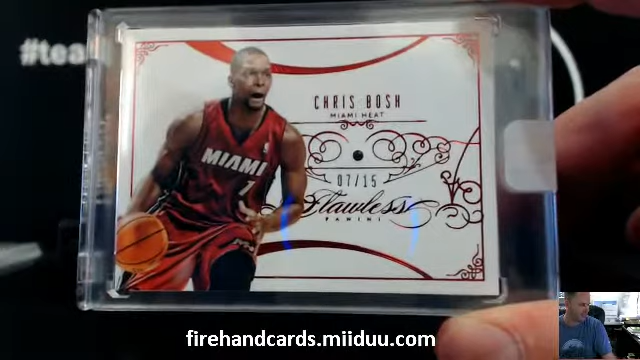 #tea
CHRIS BOSH
MIAMI HEAT
07/15
Flawless
PANINI
MIAMI
1
firehandcards.miiduu.com